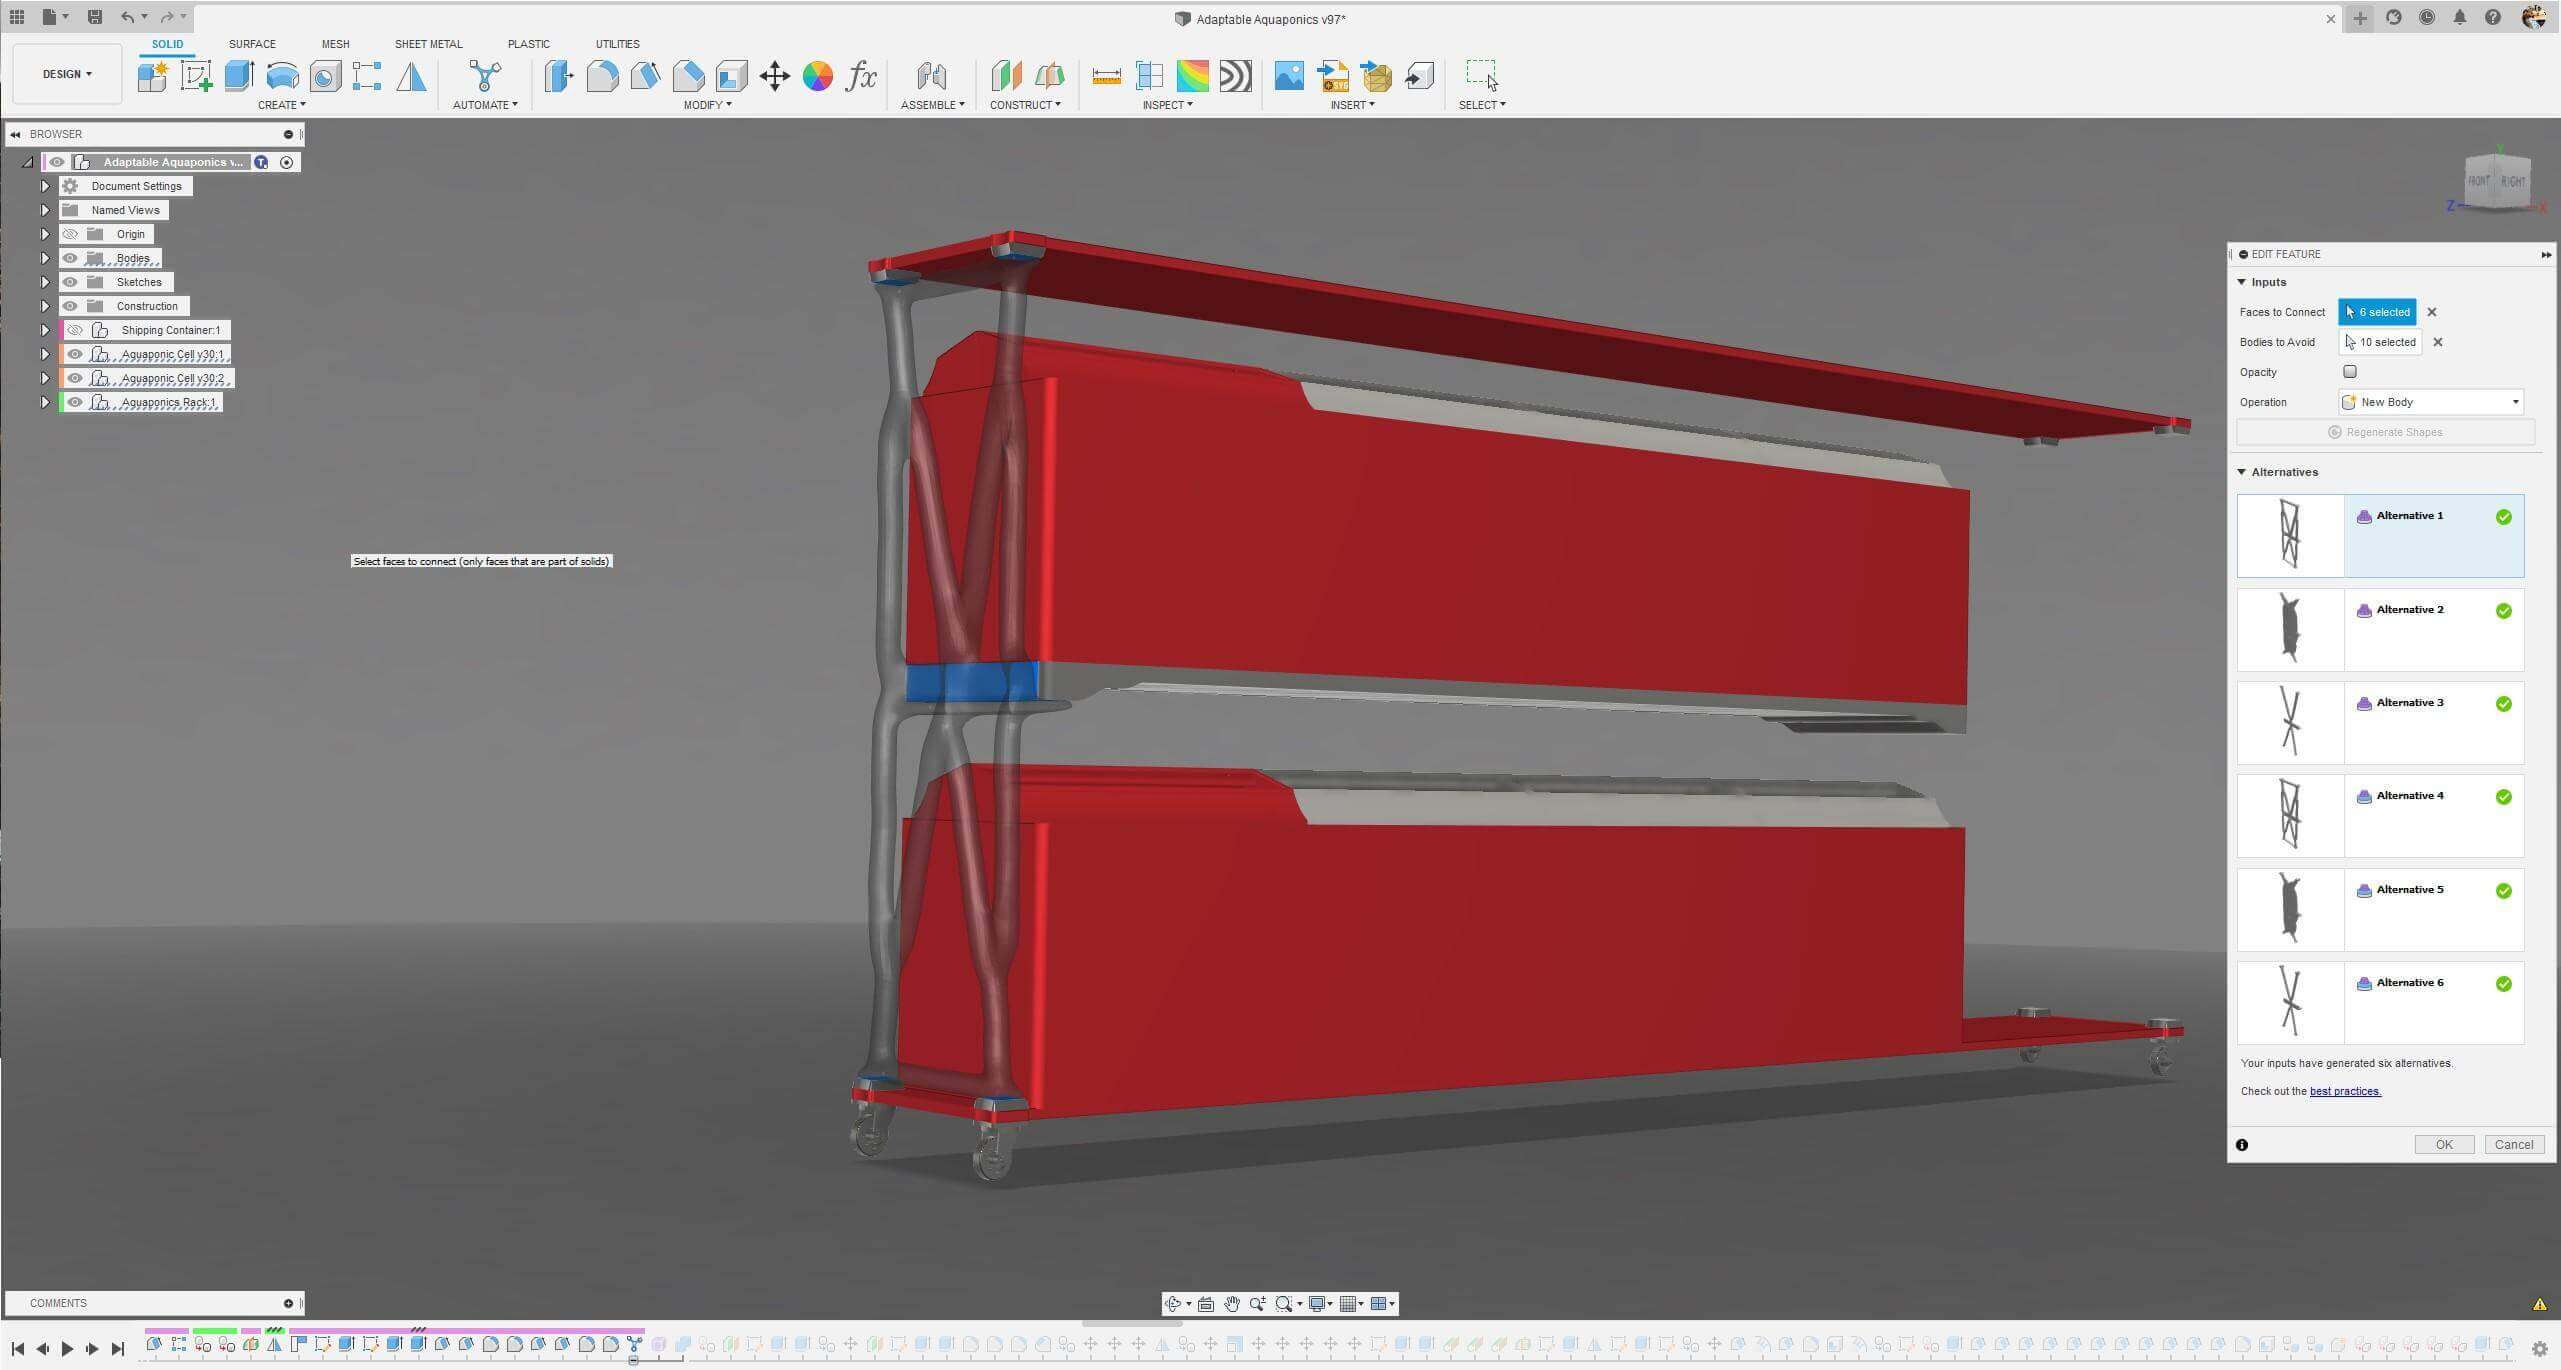 Adaptable Aquaponics v97*
SOLID SURFACE MESH SHEET METAL PLASTIC UTILITIES
DESIGN
CREATE AUTOMATE MODIFY ASSEMBLE CONSTRUCT INSPECT INSERT SELECT
BROWSER
Adaptable Aquaponics v...
Document Settings
Named Views
Origin
Bodies
Sketches
Construction
Shipping Container:1
Aquaponic Cell v30:1
Aquaponic Cell v30:2
Aquaponics Rack:1
Select faces to connect (only faces that are part of solids)
Y
FRONT RIGHT
Z X
EDIT FEATURE
Inputs
Faces to Connect 6 selected
Bodies to Avoid 10 selected
Opacity
Operation New Body
Regenerate Shapes
Alternatives
Alternative 1
Alternative 2
Alternative 3
Alternative 4
Alternative 5
Alternative 6
Your inputs have generated six alternatives.
Check out the best practices.
OK Cancel
COMMENTS